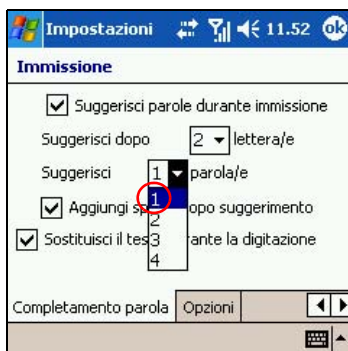 Impostazioni 11.52 ok
Immissione
Suggerisci parole durante immissione
Suggerisci dopo 2 lettera/e
Suggerisci 1 parola/e
1
Aggiungi sp opo suggerimento
2
Sostituisci il tes 3 rante la digitazione
4
Completamento parola Opzioni